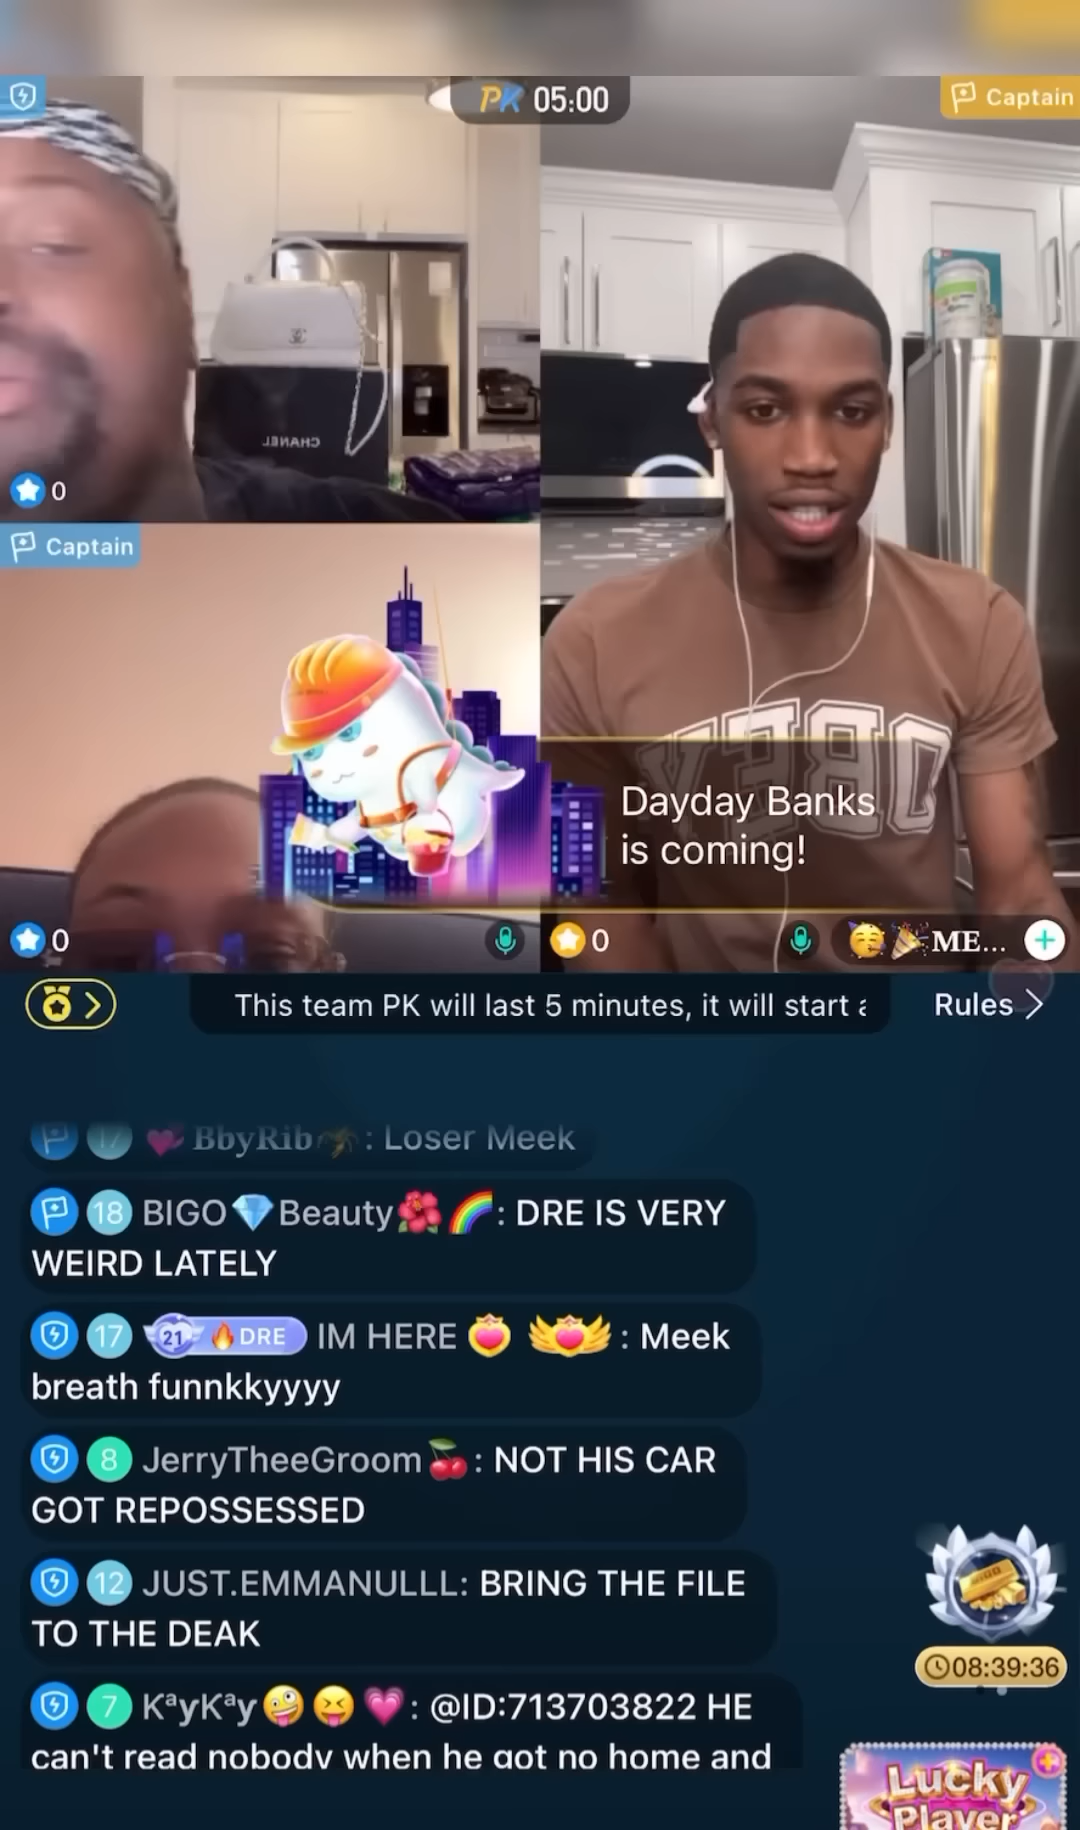 PK 05:00
Captain
CHANEL
0
Captain
OBEY
Dayday Banks
is coming!
0
0
ME...
This team PK will last 5 minutes, it will start
Rules
17 BbyRib : Loser Meek
18 BIGO💎Beauty🌺🌈: DRE IS VERY
WEIRD LATELY
17 21 🔥DRE IM HERE : Meek
breath funnkkyyyy
8 JerryTheeGroom🍒: NOT HIS CAR
GOT REPOSSESSED
12 JUST.EMMANULLL: BRING THE FILE
TO THE DEAK
7 KᵃyKᵃy🤪😝💗: @ID:713703822 HE
can't read nobody when he got no home and
BIGO
08:39:36
Lucky
Player